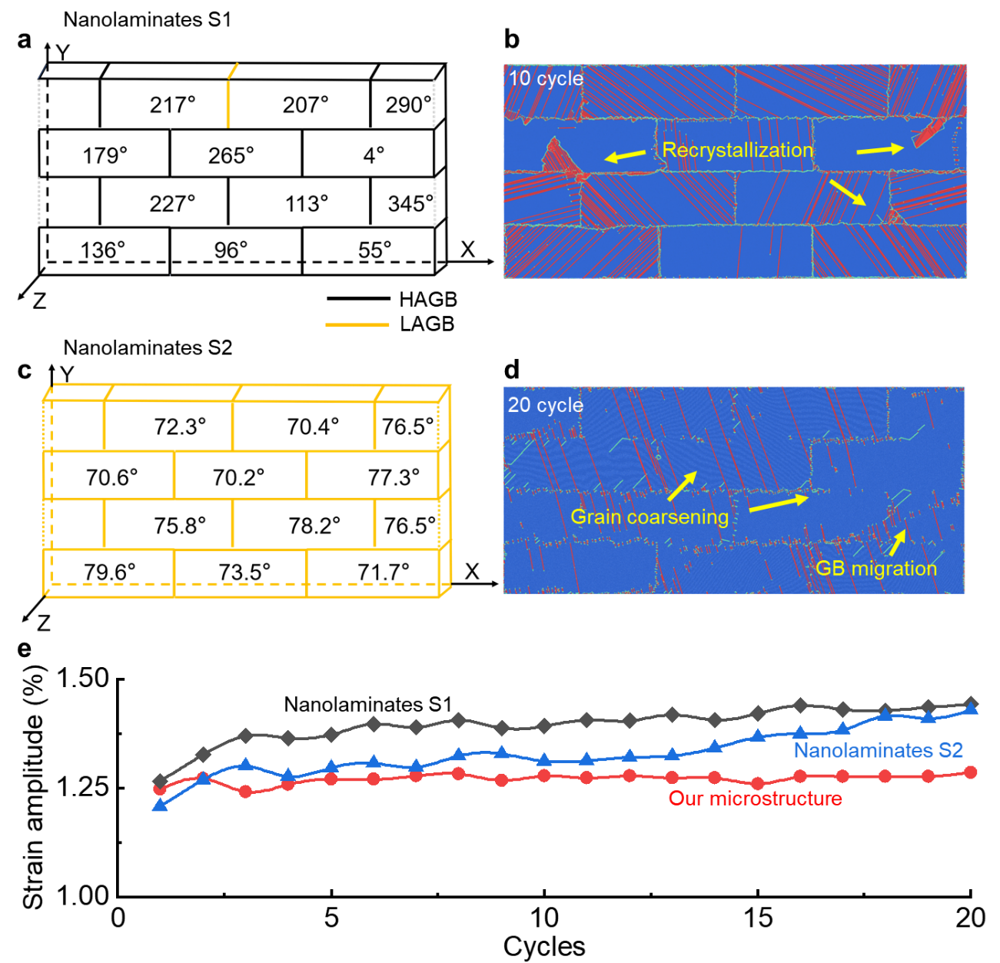 Nanolaminates S1
a
Y
217° 207° 290°
179° 265° 4°
227° 113° 345°
136° 96° 55°
X
Z
HAGB
LAGB
b
10 cycle
Recrystallization
Nanolaminates S2
c
Y
72.3° 70.4° 76.5°
70.6° 70.2° 77.3°
75.8° 78.2° 76.5°
79.6° 73.5° 71.7°
X
Z
d
20 cycle
Grain coarsening
GB migration
e
Strain amplitude (%)
1.50
1.25
1.00
Nanolaminates S1
Nanolaminates S2
Our microstructure
0 5 10 15 20
Cycles